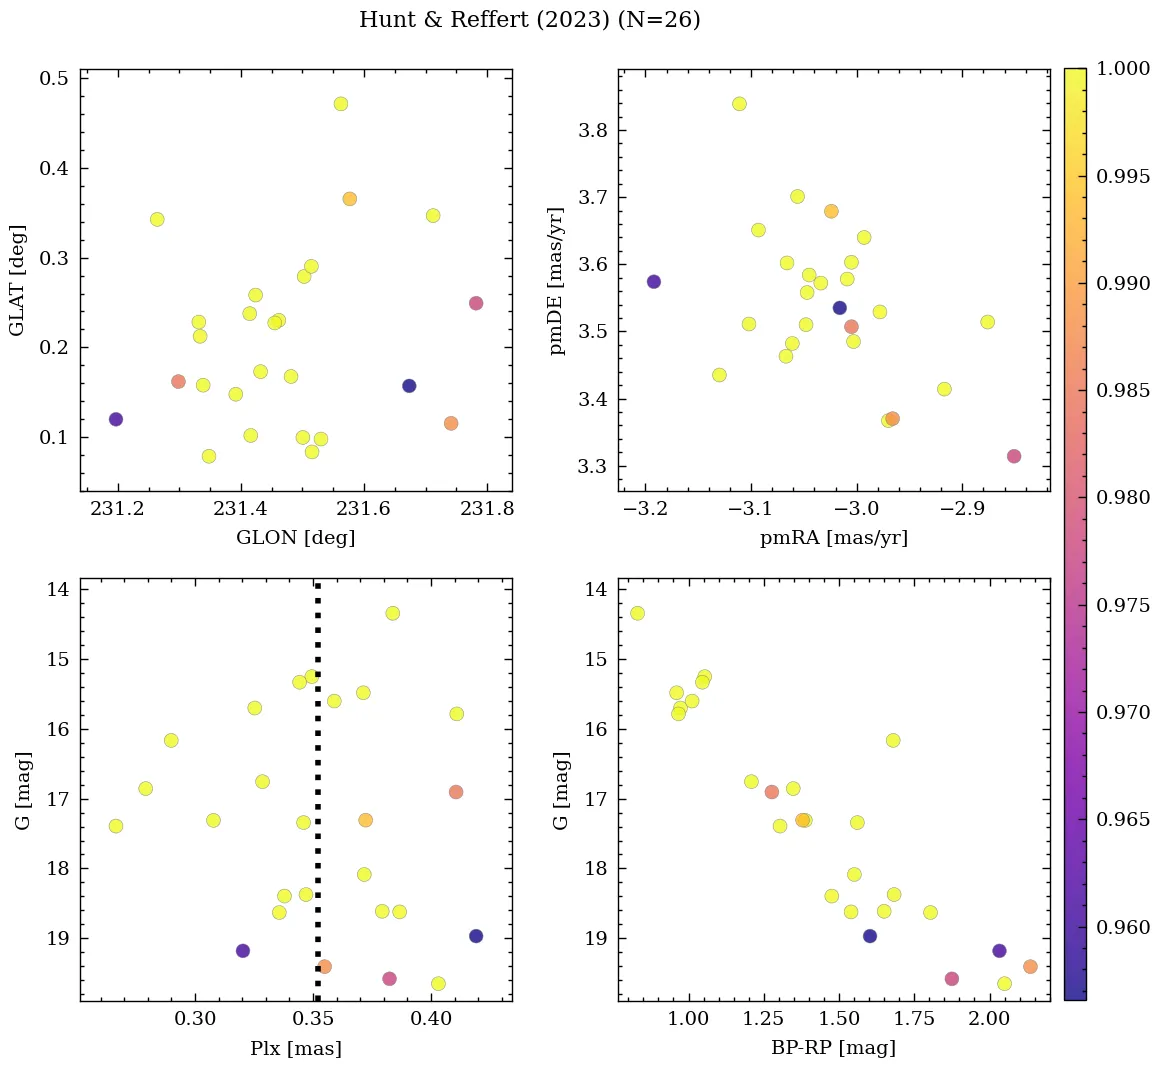 Hunt & Reffert (2023) (N=26)
0.5
0.4
0.3
0.2
0.1
GLAT [deg]
231.2 231.4 231.6 231.8
GLON [deg]
3.8
3.7
3.6
3.5
3.4
3.3
pmDE [mas/yr]
−3.2 −3.1 −3.0 −2.9
pmRA [mas/yr]
14
15
16
17
18
19
G [mag]
0.30 0.35 0.40
Plx [mas]
14
15
16
17
18
19
G [mag]
1.00 1.25 1.50 1.75 2.00
BP-RP [mag]
1.000
0.995
0.990
0.985
0.980
0.975
0.970
0.965
0.960